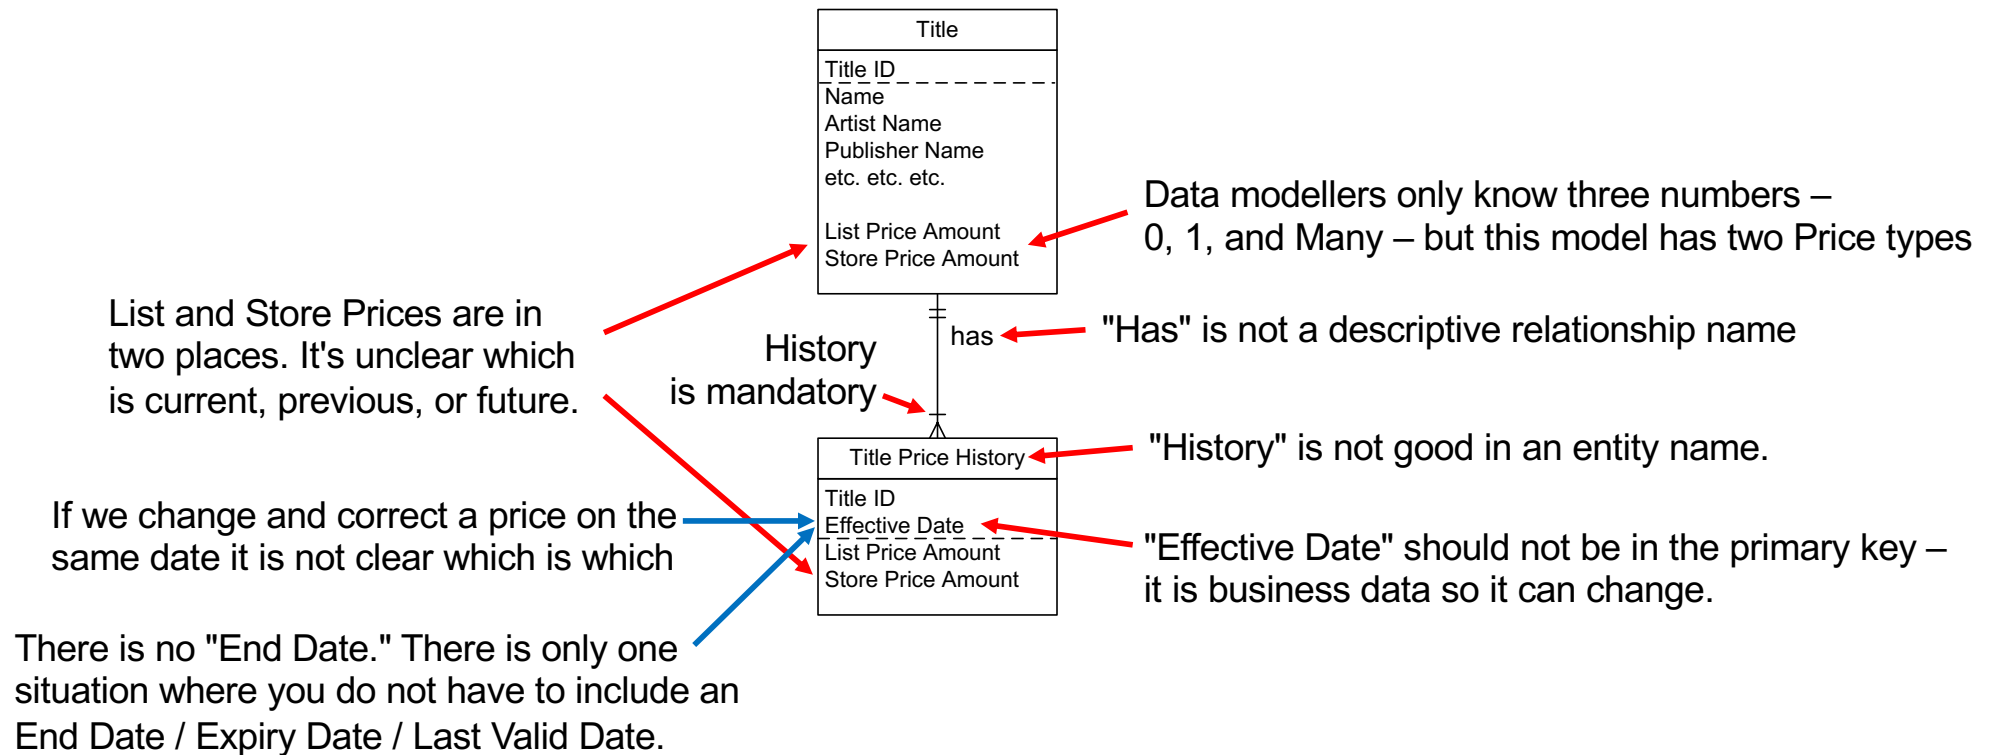 Title
Title ID
Name
Artist Name
Publisher Name
etc. etc. etc.
List Price Amount
Store Price Amount
Data modellers only know three numbers –
0, 1, and Many – but this model has two Price types
List and Store Prices are in
two places. It's unclear which
is current, previous, or future.
has
"Has" is not a descriptive relationship name
History
is mandatory
Title Price History
"History" is not good in an entity name.
Title ID
Effective Date
List Price Amount
Store Price Amount
If we change and correct a price on the
same date it is not clear which is which
"Effective Date" should not be in the primary key –
it is business data so it can change.
There is no "End Date." There is only one
situation where you do not have to include an
End Date / Expiry Date / Last Valid Date.